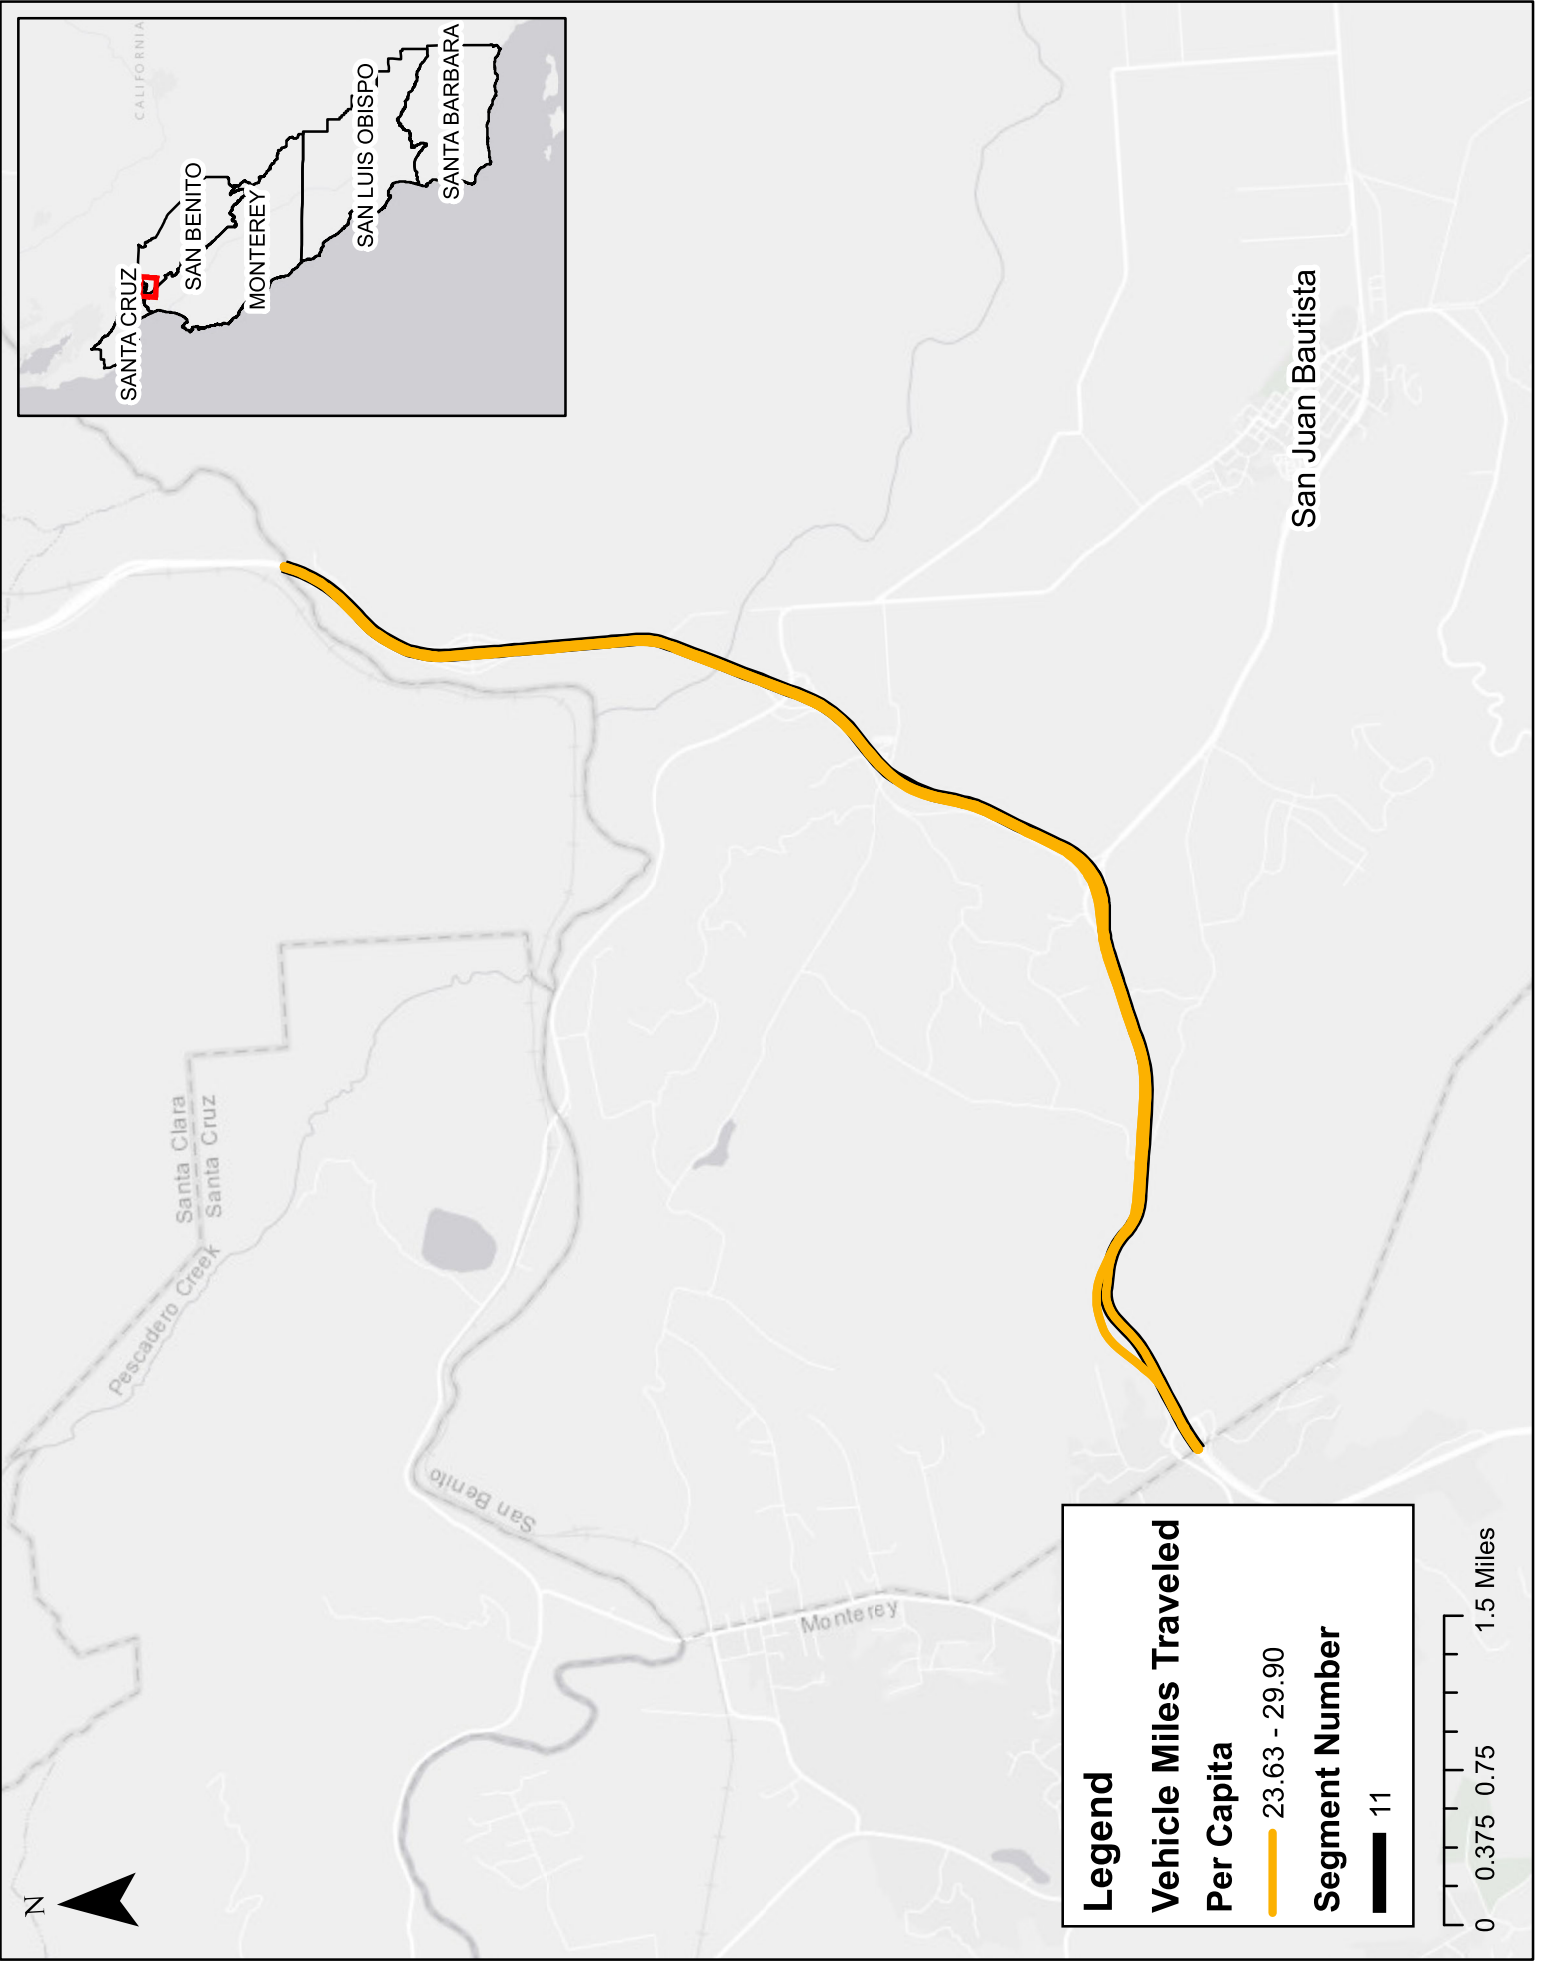 N
Santa Clara
Santa Cruz
Pescadero Creek
San Benito
Monterey
San Juan Bautista
CALIFORNIA
SANTA CRUZ
SAN BENITO
MONTEREY
SAN LUIS OBISPO
SANTA BARBARA
Legend
Vehicle Miles Traveled
Per Capita
23.63 - 29.90
Segment Number
11
0 0.375 0.75 1.5 Miles